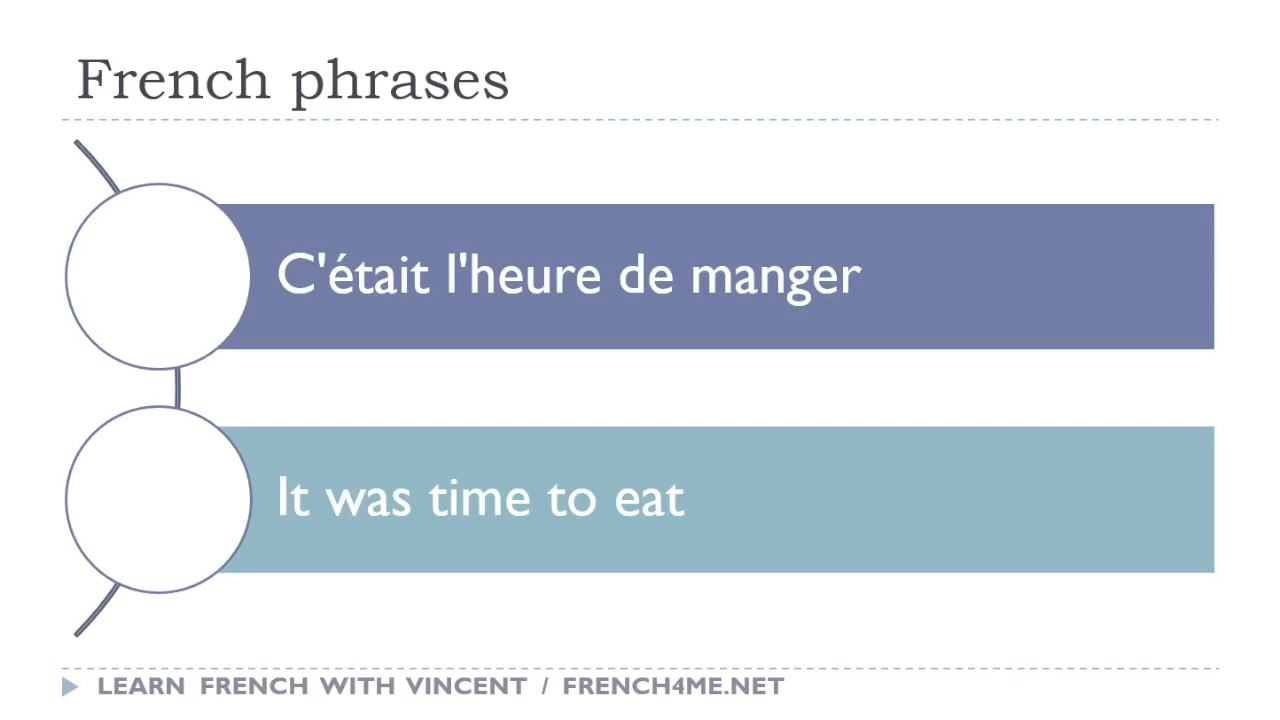 French phrases
C'était l'heure de manger
It was time to eat
LEARN FRENCH WITH VINCENT / FRENCH4ME.NET